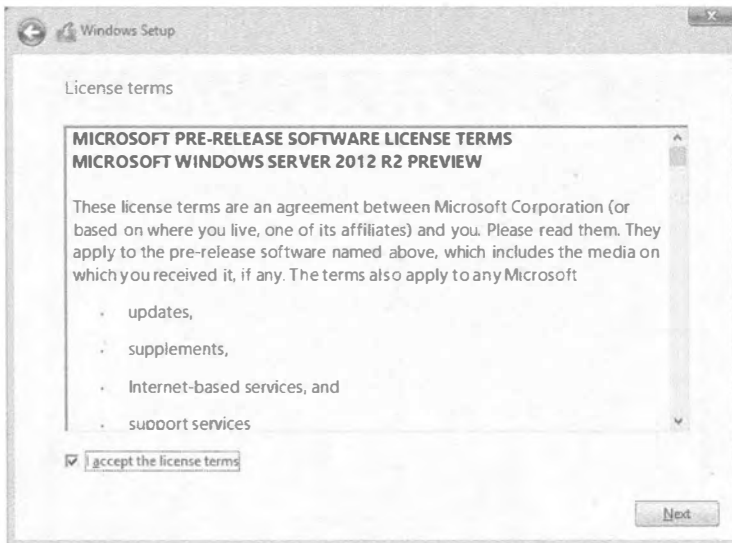 Windows Setup
License terms
MICROSOFT PRE-RELEASE SOFTWARE LICENSE TERMS
MICROSOFT WINDOWS SERVER 2012 R2 PREVIEW
These license terms are an agreement between Microsoft Corporation (or
based on where you live, one of its affiliates) and you. Please read them. They
apply to the pre-release software named above, which includes the media on
which you received it, if any. The terms also apply to any Microsoft
· updates,
· supplements,
· Internet-based services, and
· support services
I accept the license terms
Next